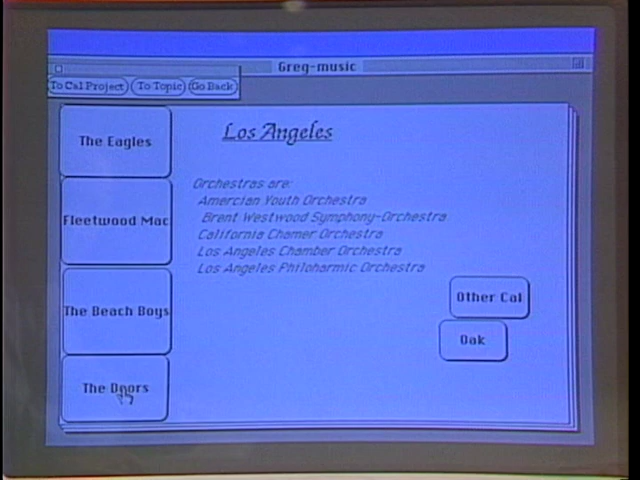 Greg-music
To Cal Project
To Topic
Go Back
The Eagles
Fleetwood Mac
The Beach Boys
The Doors
Los Angeles
Orchestras are:
Amercian Youth Orchestra
Brent Westwood Symphony-Orchestra
California Chamer Orchestra
Los Angeles Chamber Orchestra
Los Angeles Philoharmic Orchestra
Other Cal
Oak